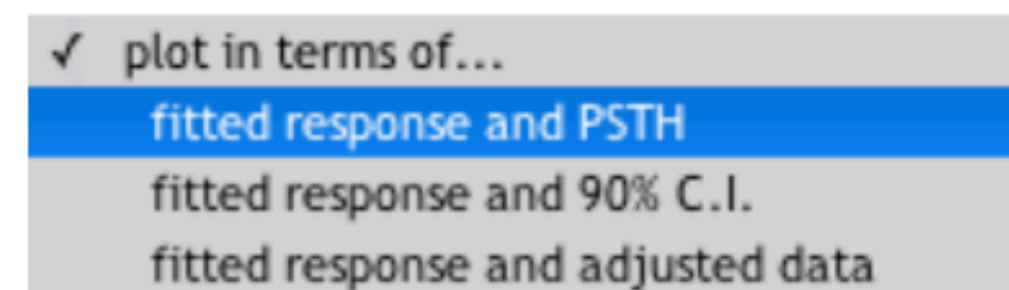 ✓ plot in terms of...
fitted response and PSTH
fitted response and 90% C.I.
fitted response and adjusted data